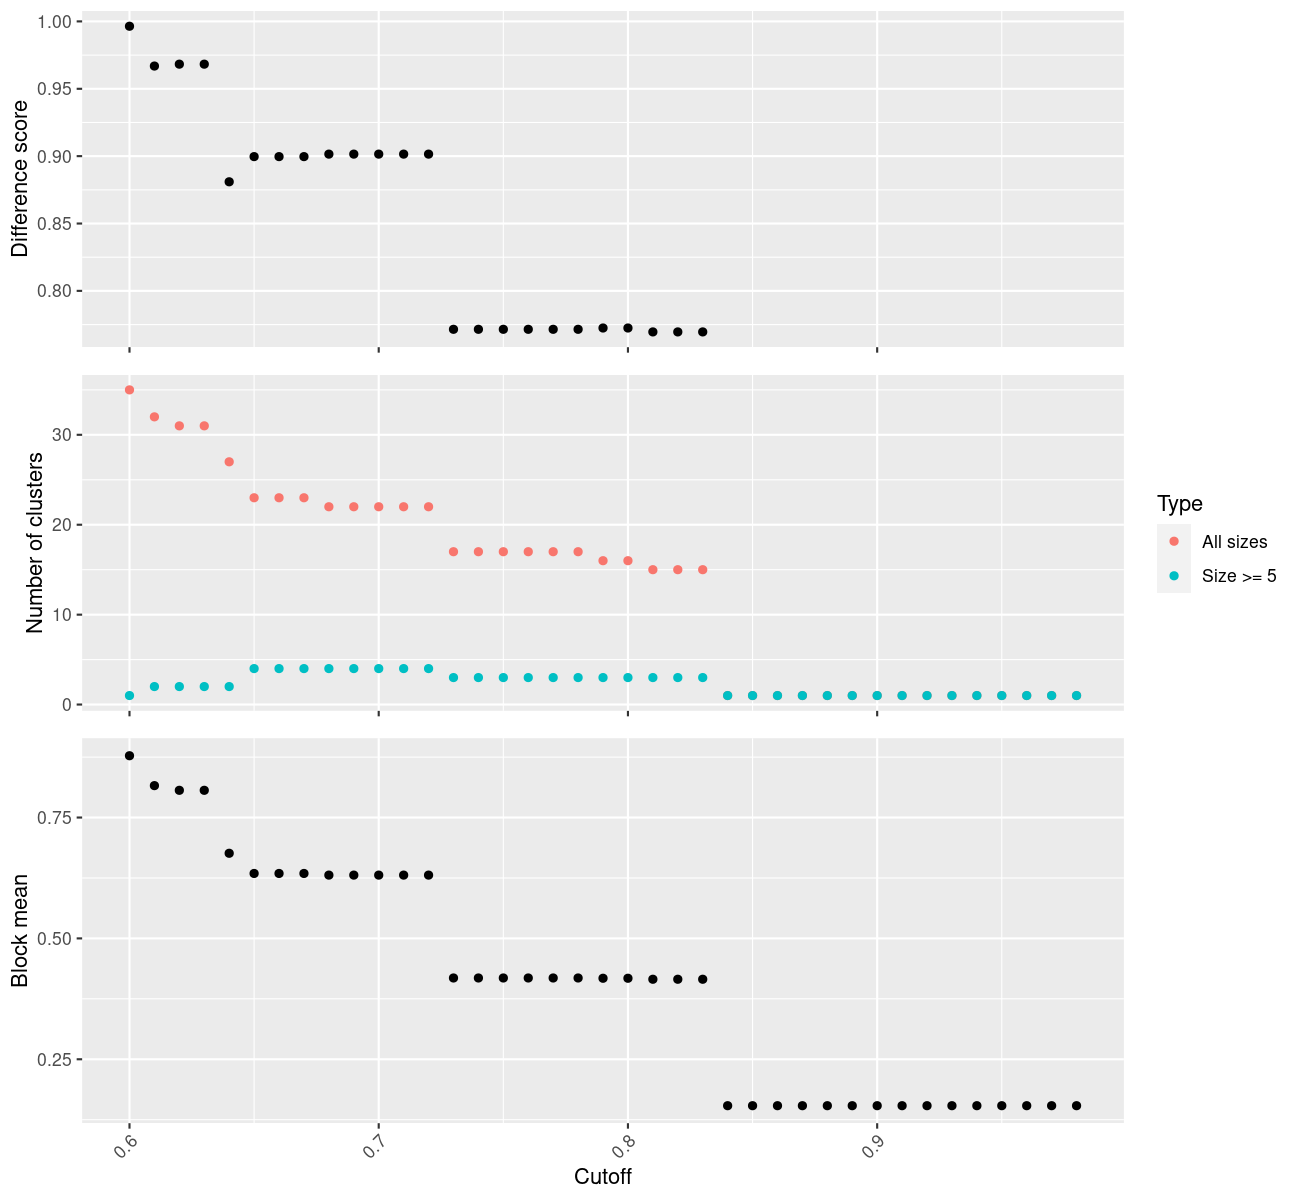 Difference score
1.00
0.95
0.90
0.85
0.80
Number of clusters
30
20
10
0
Type
All sizes
Size >= 5
Block mean
0.75
0.50
0.25
0.6
0.7
0.8
0.9
Cutoff